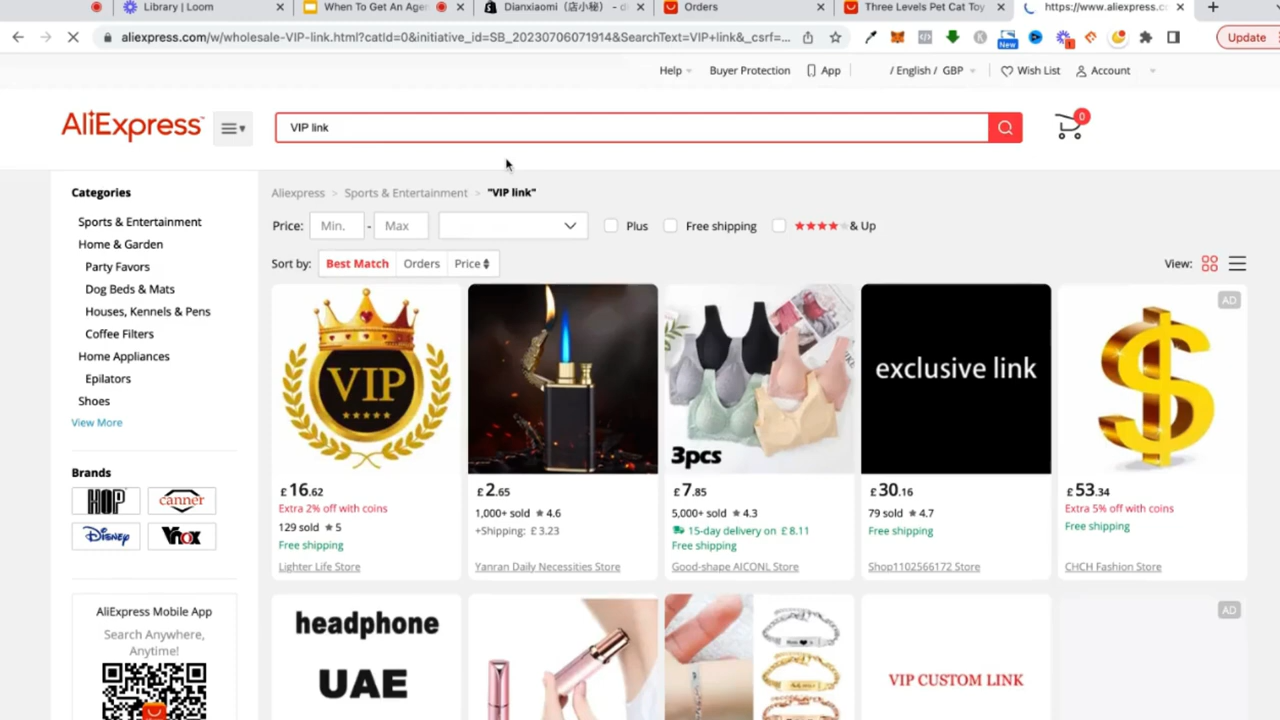 Library | Loom
When To Get An Agen
Dianxiaomi（店小秘） - d
Orders
Three Levels Pet Cat Toy
https://www.aliexpress.c
aliexpress.com/w/wholesale-VIP-link.html?catId=0&initiative_id=SB_20230706071914&SearchText=VIP+link&_csrf=...
New
1
Update
Help
Buyer Protection
App
/ English / GBP
Wish List
Account
AliExpress
VIP link
0
Categories
Sports & Entertainment
Home & Garden
Party Favors
Dog Beds & Mats
Houses, Kennels & Pens
Coffee Filters
Home Appliances
Epilators
Shoes
View More
Brands
HOP
canner
Disney
Vnox
AliExpress Mobile App
Search Anywhere,
Anytime!
Aliexpress > Sports & Entertainment > "VIP link"
Price: Min. - Max
Plus
Free shipping
& Up
Sort by: Best Match Orders Price
View:
VIP
£16.62
Extra 2% off with coins
129 sold ★ 5
Free shipping
Lighter Life Store
£2.65
1,000+ sold ★ 4.6
+Shipping: £3.23
Yanran Daily Necessities Store
3pcs
£7.85
5,000+ sold ★ 4.3
15-day delivery on £8.11
Free shipping
Good-shape AICONL Store
exclusive link
£30.16
79 sold ★ 4.7
Free shipping
Shop1102566172 Store
AD
$
£53.34
Extra 5% off with coins
Free shipping
CHCH Fashion Store
headphone
UAE
VIP CUSTOM LINK
AD